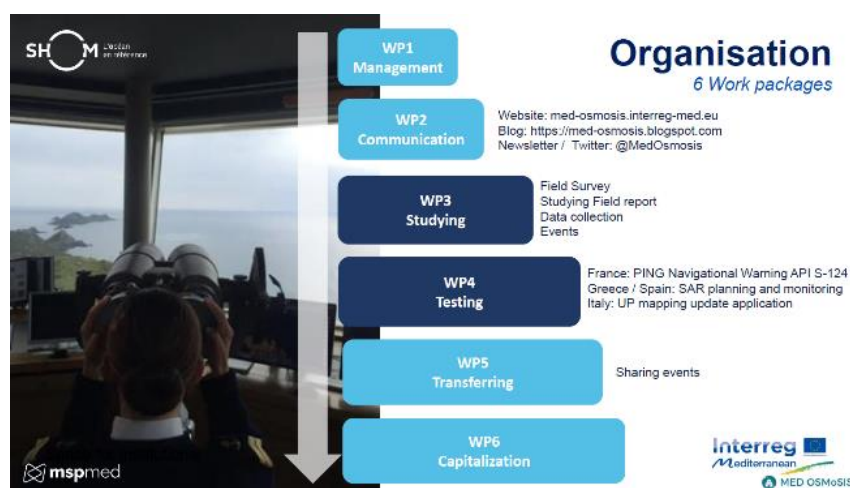 SHOM L'océan en référence
Organisation
6 Work packages
WP1
Management
WP2
Communication
Website: med-osmosis.interreg-med.eu
Blog: https://med-osmosis.blogspot.com
Newsletter / Twitter: @MedOsmosis
WP3
Studying
Field Survey
Studying Field report
Data collection
Events
WP4
Testing
France: PING Navigational Warning API S-124
Greece / Spain: SAR planning and monitoring
Italy: UP mapping update application
WP5
Transferring
Sharing events
WP6
Capitalization
mspmed
Interreg
Mediterranean
MED OSMoSIS